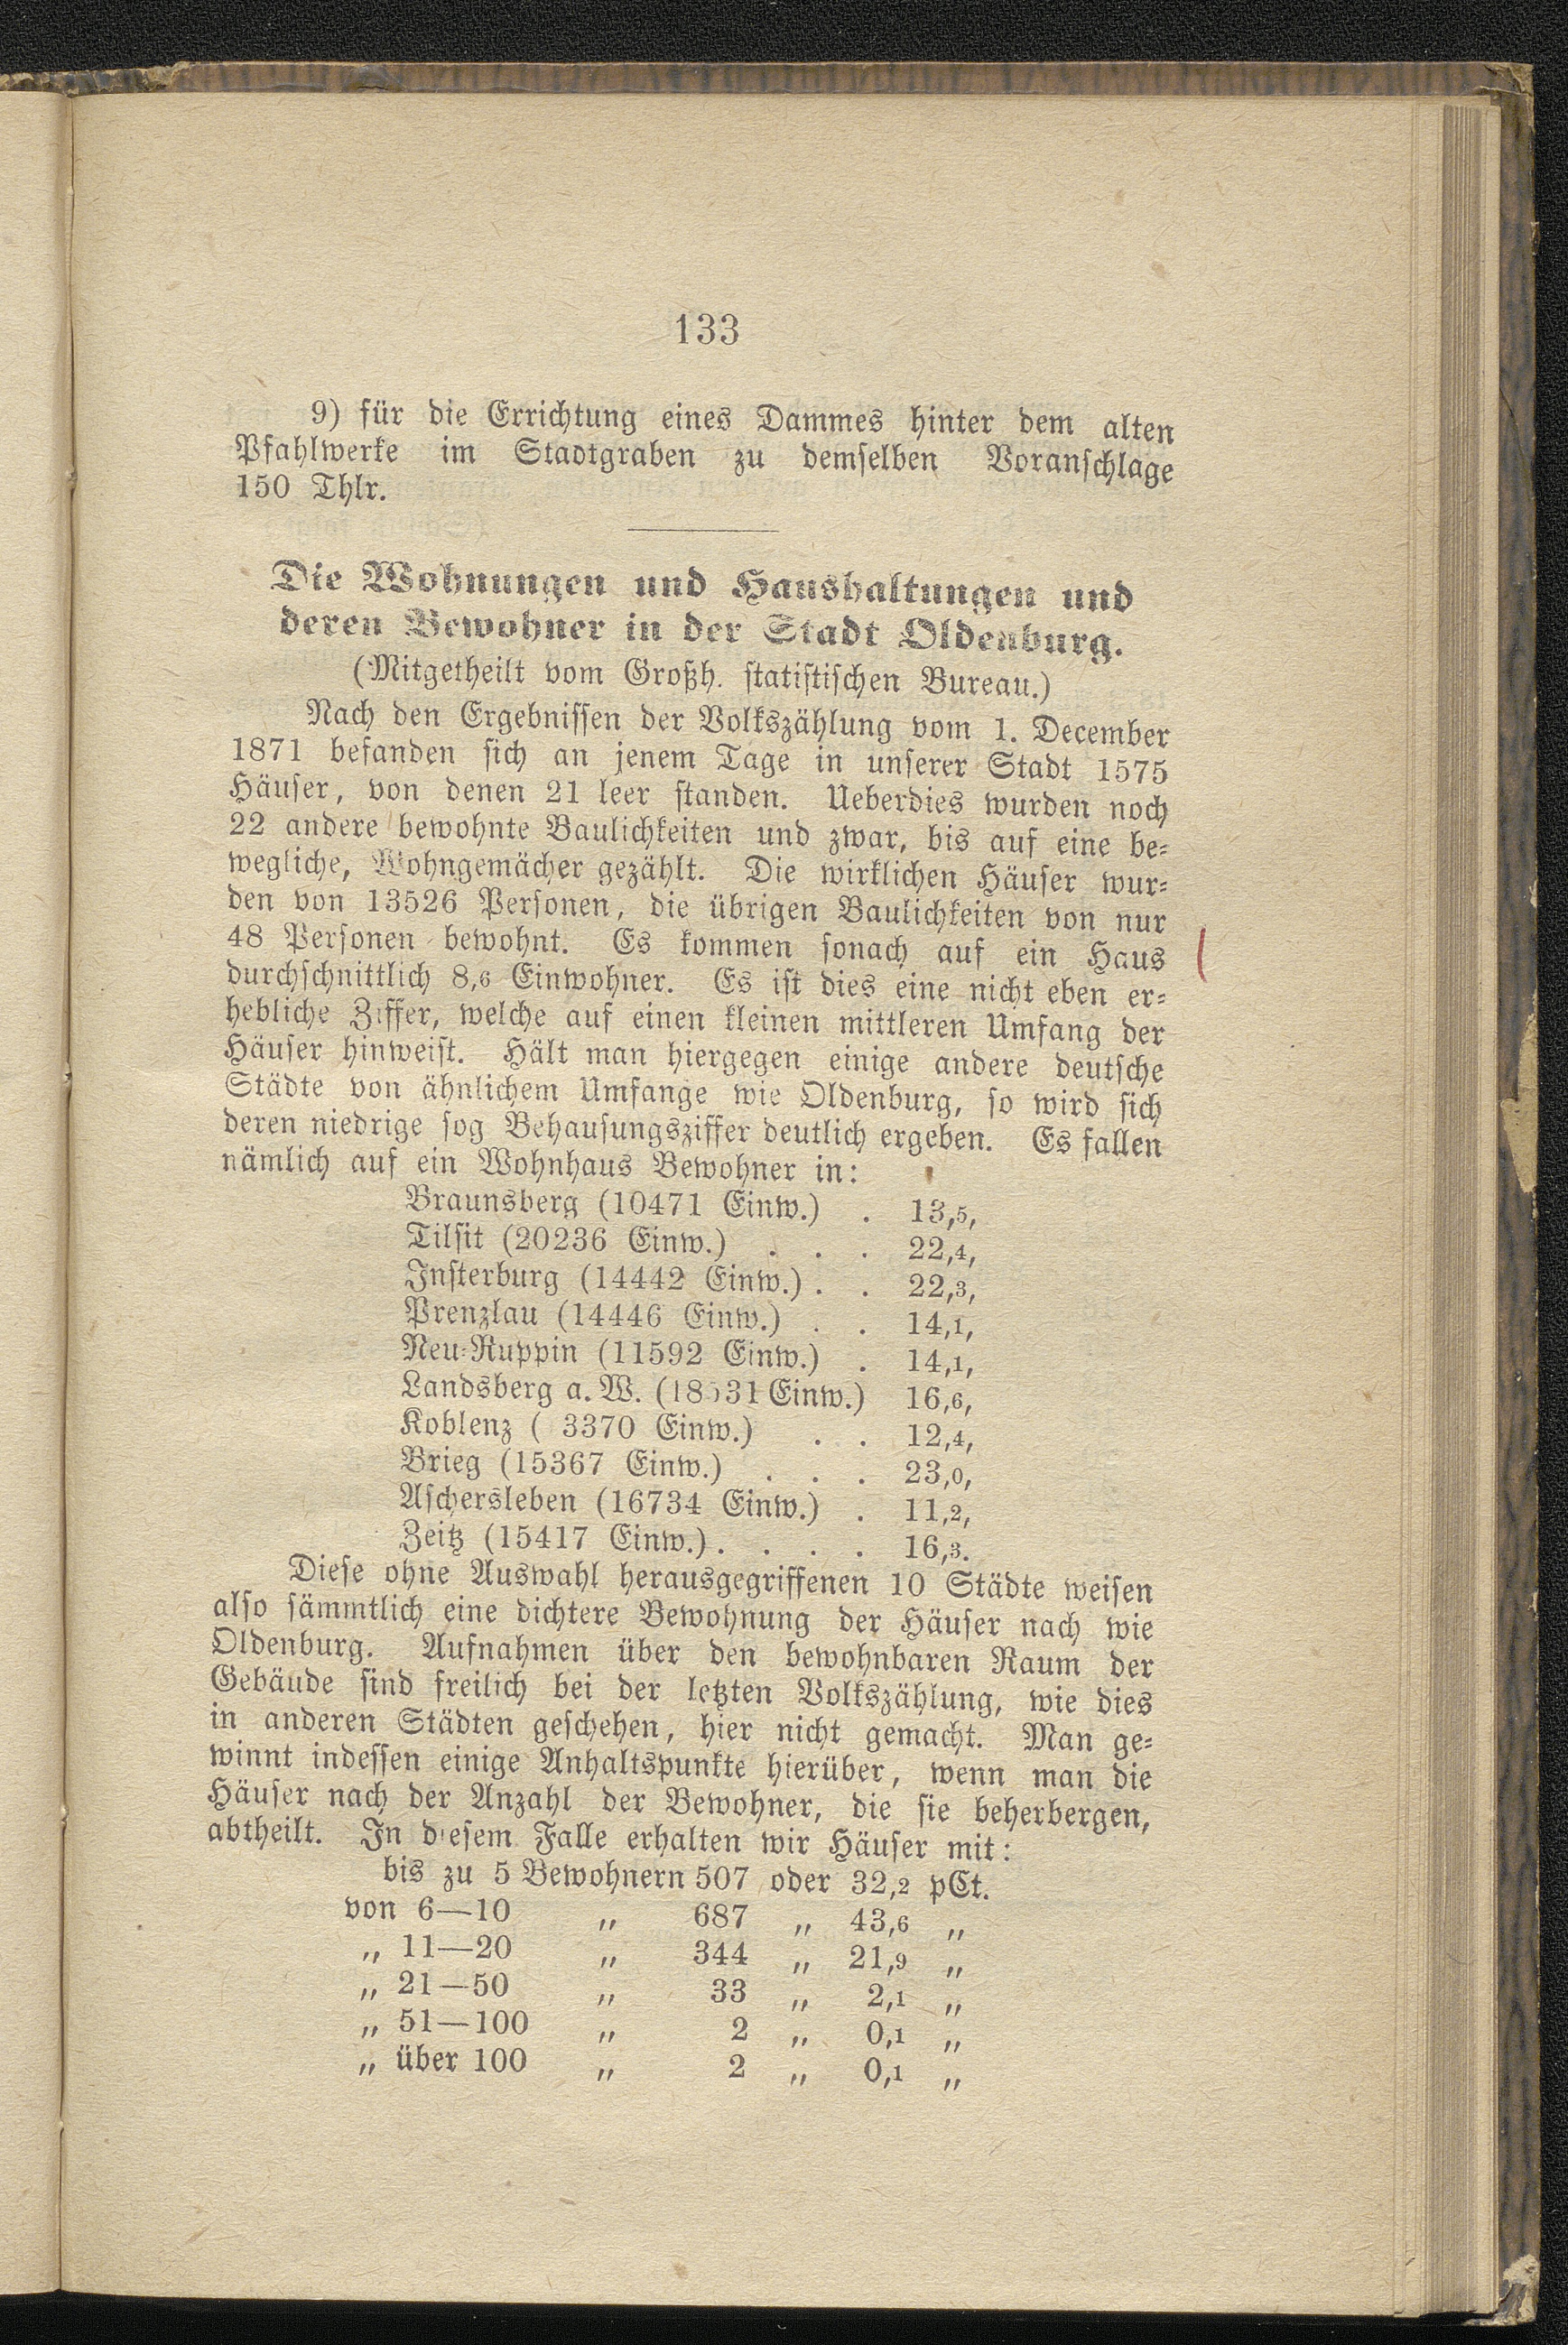 133
9) für die Errichtung eines Dammes hinter dem alten
Pfahlwerke im Stadtgraben zu demselben Voranschlage
150 Thlr.
Die Wohnungen und Haushaltungen und
deren Bewohner in der Stadt Oldenburg.
(Mitgetheilt vom Großh. statistischen Bureau.)
Nach den Ergebnissen der Volkszählung vom 1. December
1871 befanden sich an jenem Tage in unserer Stadt 1575
Häuser, von denen 21 leer standen. Ueberdies wurden noch
22 andere bewohnte Baulichkeiten und zwar, bis auf eine be-
wegliche, Wohngemächer gezählt. Die wirklichen Häuser wur-
den von 13526 Personen, die übrigen Baulichkeiten von nur
48 Personen bewohnt. Es kommen sonach auf ein Haus
durchschnittlich 8,6 Einwohner. Es ist dies eine nicht eben er-
hebliche Ziffer, welche auf einen kleinen mittleren Umfang der
Häuser hinweist. Hält man hiergegen einige andere deutsche
Städte von ähnlichem Umfange wie Oldenburg, so wird sich
deren niedrige sog Behausungsziffer deutlich ergeben. Es fallen
nämlich auf ein Wohnhaus Bewohner in:
Braunsberg (10471 Einw.) . 13,5,
Tilsit (20236 Einw.) . . . 22,4,
Insterburg (14442 Einw.) . . 22,3,
Prenzlau (14446 Einw.) . . 14,1,
Neu-Ruppin (11592 Einw.) . 14,1,
Landsberg a. W. (18531 Einw.) 16,6,
Koblenz ( 3370 Einw.) . . 12,4,
Brieg (15367 Einw.) . . . 23,0,
Aschersleben (16734 Einw.) . 11,2,
Zeitz (15417 Einw.) . . . . 16,3.
Diese ohne Auswahl herausgegriffenen 10 Städte weisen
also sämmtlich eine dichtere Bewohnung der Häuser nach wie
Oldenburg. Aufnahmen über den bewohnbaren Raum der
Gebäude sind freilich bei der letzten Volkszählung, wie dies
in anderen Städten geschehen, hier nicht gemacht. Man ge-
winnt indessen einige Anhaltspunkte hierüber, wenn man die
Häuser nach der Anzahl der Bewohner, die sie beherbergen,
abtheilt. In diesem Falle erhalten wir Häuser mit:
bis zu 5 Bewohnern 507 oder 32,2 pCt.
von 6—10 „ 687 „ 43,6 „
„ 11—20 „ 344 „ 21,9 „
„ 21—50 „ 33 „ 2,1 „
„ 51—100 „ 2 „ 0,1 „
„ über 100 „ 2 „ 0,1 „